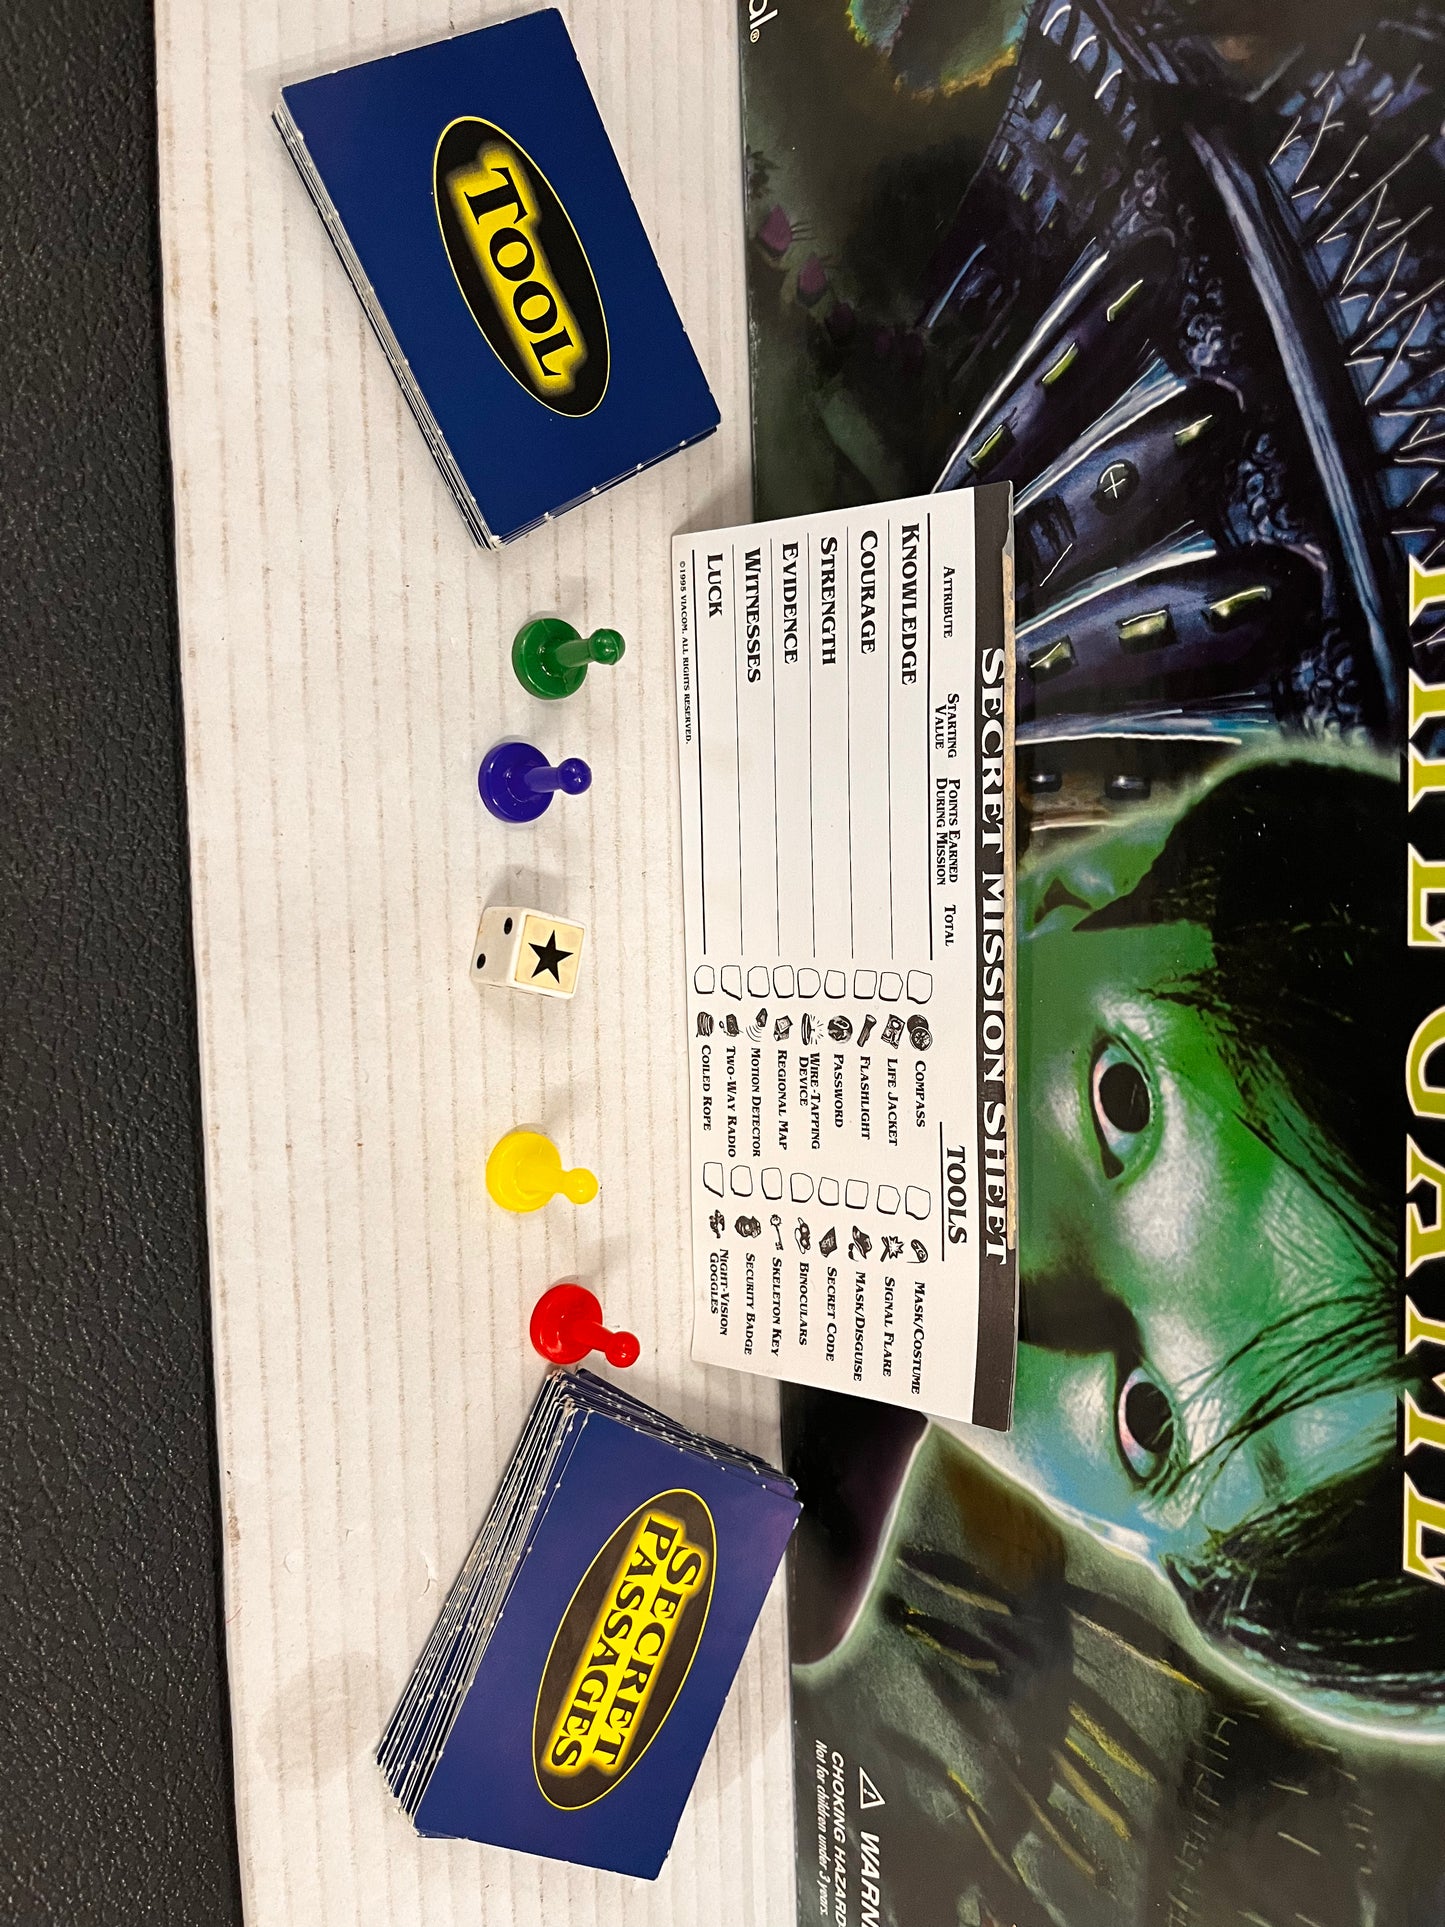 TOOL
SECRET MISSION SHEET
ATTRIBUTE
STARTING
VALUE
POINTS EARNED
DURING MISSION
TOTAL
KNOWLEDGE
COURAGE
STRENGTH
EVIDENCE
WITNESSES
LUCK
©1995 VIACOM. ALL RIGHTS RESERVED.
TOOLS
COMPASS
LIFE JACKET
FLASHLIGHT
PASSWORD
WIRE-TAPPING
DEVICE
REGIONAL MAP
MOTION DETECTOR
TWO-WAY RADIO
COILED ROPE
MASK/COSTUME
SIGNAL FLARE
MASK/DISGUISE
SECRET CODE
BINOCULARS
SKELETON KEY
SECURITY BADGE
NIGHT-VISION
GOGGLES
SECRET
PASSAGES
GAME
WARN
CHOKING HAZARD
Not for children under 3 years.